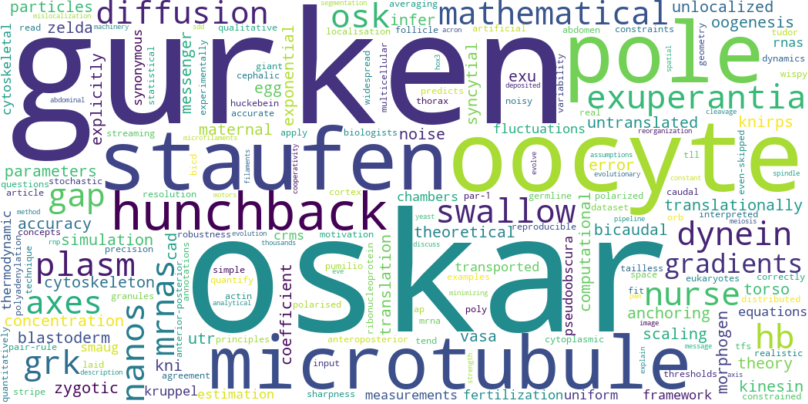 particles
diffusion
osk
mathematical
unlocalized
infer
averaging
zelda
messenger
synonymous
explicitly
cytoskeletal
gurken
pole
oogenesis
rnas
exuperantia
localisation
follicle
artificial
abdomen
constraints
tudor
read
machinery
qualitative
statistical
experimentally
exponential
widespread
multicellular
geometry
dynamics
spatial
wispy
giant
cephalic
huckebein
accurate
egg
syncytial
thorax
predicts
exu
deposited
variability
noisy
real
untranslated
knirps
maternal
noise
fluctuations
cleavage
reorganization
abdominal
streaming
microfilaments
apply
biologists
staufen
oocyte
parameters
questions
article
stochastic
gap
bicd
filaments
cooperativity
evolve
error
assumptions
evolutionary
tll
constant
even-skipped
spindle
resolution
motors
cortex
chambers
par-1
germline
polarized
dataset
pipeline
orb
caudal
interpreted
meiosis
translationally
method
concepts
accuracy
hunchback
yeast
swallow
theoretical
reproducible
computational
bicaudal
dynein
thermodynamic
polyadenylation
technique
rnp
precision
simulation
cad
annotations
robustness
evolution
thousands
crms
motivation
discuss
oskar
tailless
space
eukaryotes
correctly
gradients
plasm
cytoskeleton
mrnas
anterior-posterior
simple
quantify
actin
analytical
coefficient
polarised
pumilio
eve
translation
ribonucleoprotein
transported
examples
minimizing
pseudoobscura
fit
pwm
torso
distributed
axes
granules
nurse
anchoring
image
equations
concentration
pair-rule
nanos
utr
principles
input
ap
mrna
poly
anteroposterior
tend
vasa
cytoplasmic
scaling
morphogen
tfs
realistic
hb
message
blastoderm
smaug
grk
laid
description
kni
agreement
microtubule
strength
explain
theory
thresholds
axis
kinesin
quantitatively
stripe
zygotic
kruppel
estimation
sharpness
measurements
fertilization
uniform
framework
constrained